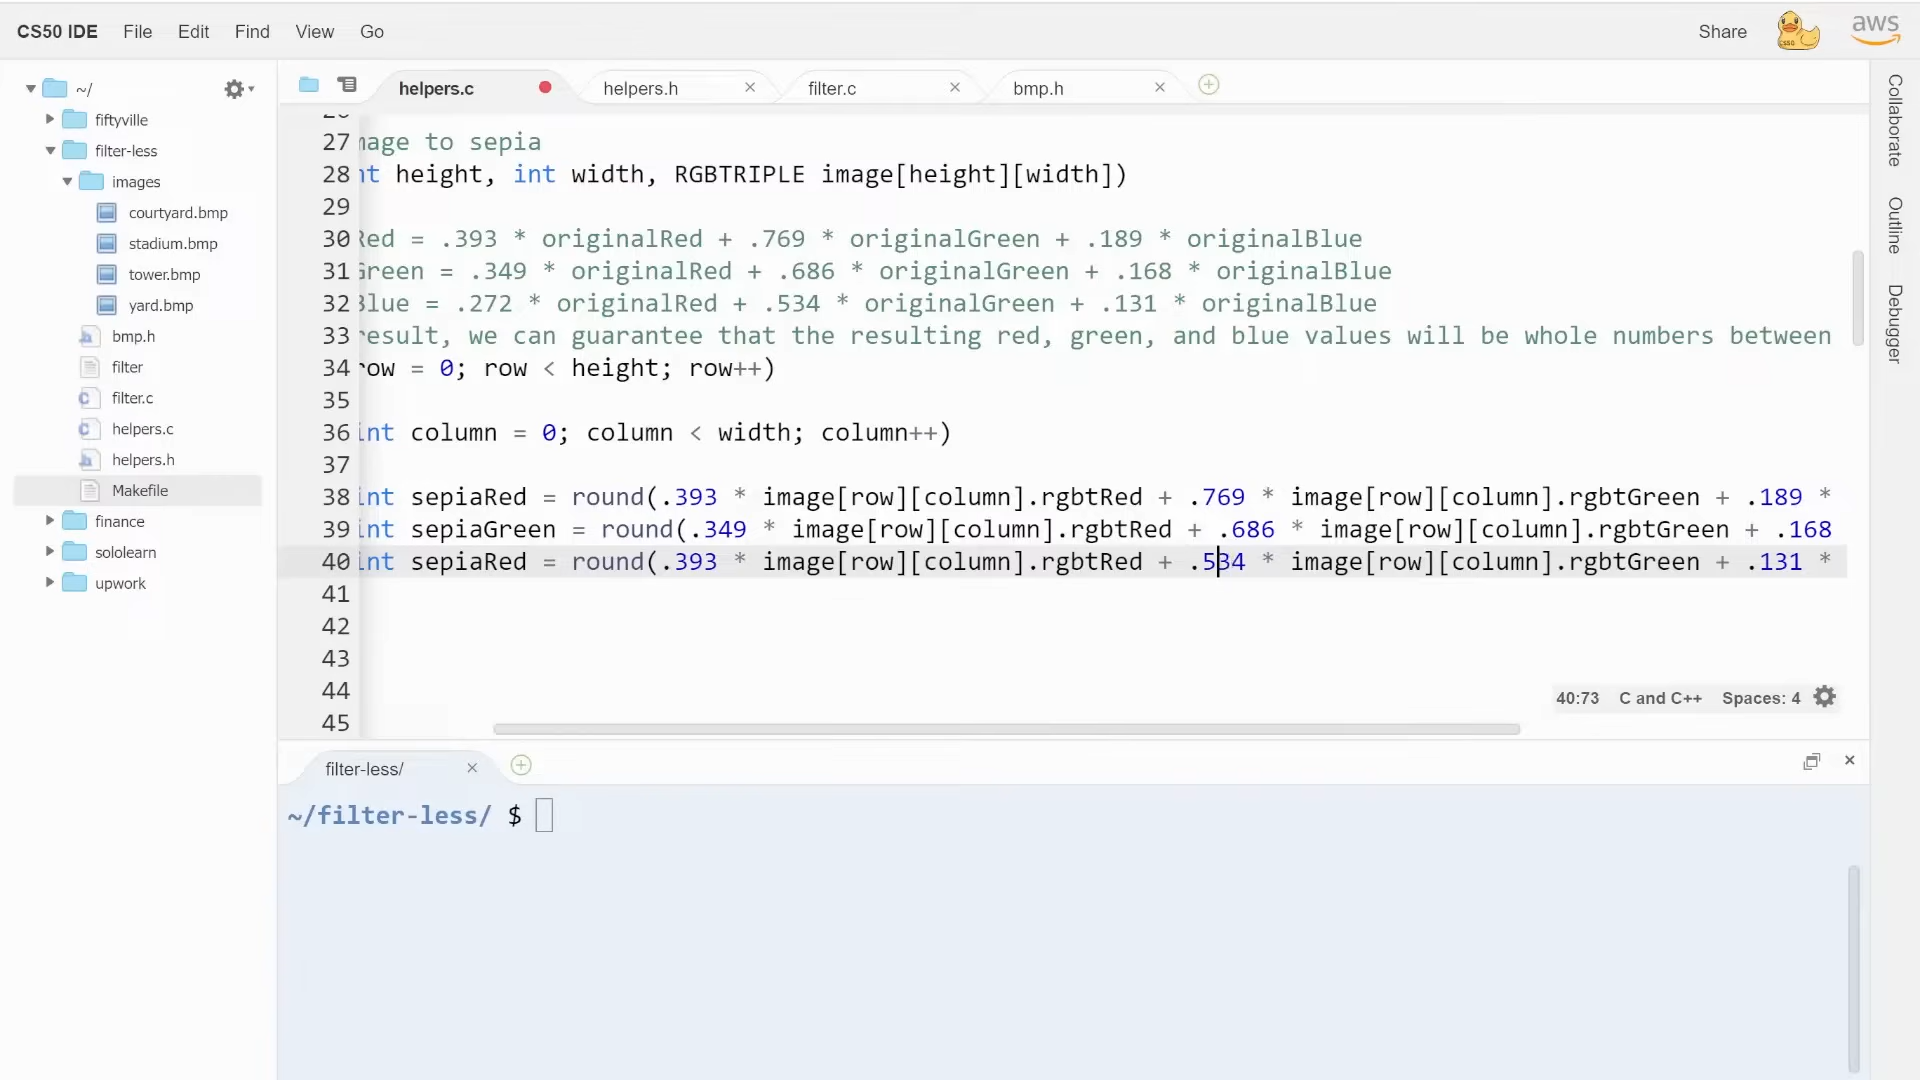 CS50 IDE File Edit Find View Go Share aws
~/
fiftyville
filter-less
images
courtyard.bmp
stadium.bmp
tower.bmp
yard.bmp
bmp.h
filter
filter.c
helpers.c
helpers.h
Makefile
finance
sololearn
upwork
helpers.c helpers.h filter.c bmp.h
27 mage to sepia
28 nt height, int width, RGBTRIPLE image[height][width])
29
30 Red = .393 * originalRed + .769 * originalGreen + .189 * originalBlue
31 Green = .349 * originalRed + .686 * originalGreen + .168 * originalBlue
32 Blue = .272 * originalRed + .534 * originalGreen + .131 * originalBlue
33 result, we can guarantee that the resulting red, green, and blue values will be whole numbers between
34 row = 0; row < height; row++)
35
36 int column = 0; column < width; column++)
37
38 int sepiaRed = round(.393 * image[row][column].rgbtRed + .769 * image[row][column].rgbtGreen + .189 *
39 int sepiaGreen = round(.349 * image[row][column].rgbtRed + .686 * image[row][column].rgbtGreen + .168
40 int sepiaRed = round(.393 * image[row][column].rgbtRed + .534 * image[row][column].rgbtGreen + .131 *
41
42
43
44
45
40:73 C and C++ Spaces: 4
filter-less/
~/filter-less/ $
Collaborate
Outline
Debugger